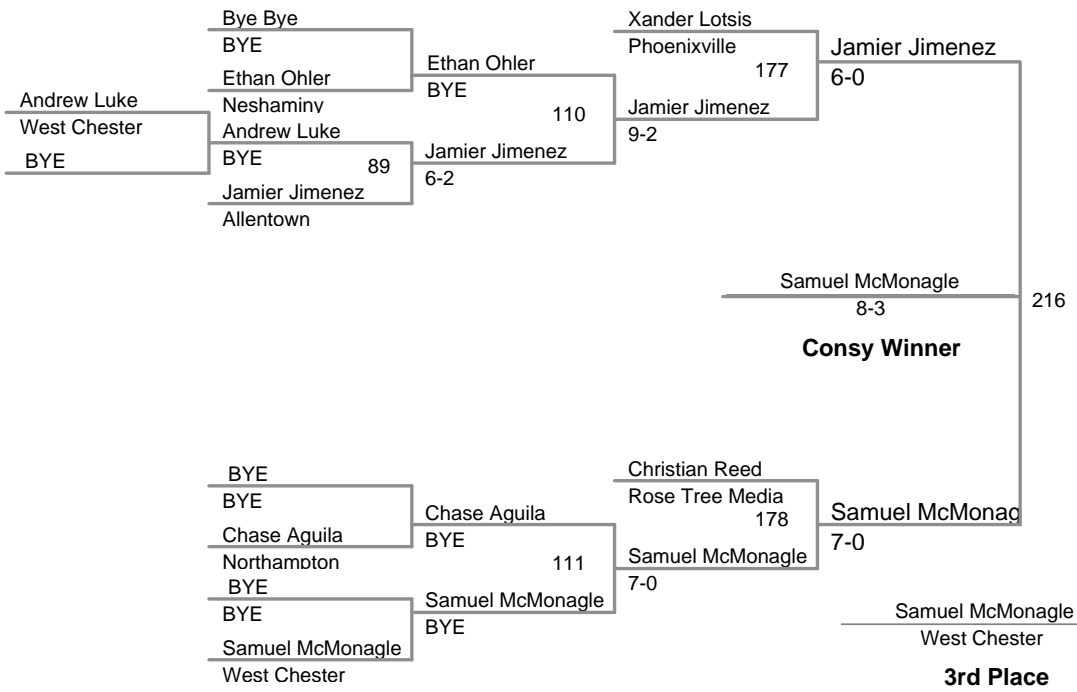 Bye Bye
BYE
Ethan Ohler
Neshaminy
Andrew Luke
West Chester
BYE
Andrew Luke
BYE
89
Jamier Jimenez
Allentown
Ethan Ohler
BYE
110
Jamier Jimenez
6-2
Xander Lotsis
Phoenixville
177
Jamier Jimenez
9-2
Jamier Jimenez
6-0
Samuel McMonagle
8-3
216
Consy Winner
BYE
BYE
Chase Aguila
Northampton
BYE
BYE
Samuel McMonagle
West Chester
Chase Aguila
BYE
111
Samuel McMonagle
BYE
Christian Reed
Rose Tree Media
178
Samuel McMonagle
7-0
Samuel McMonag
7-0
Samuel McMonagle
West Chester
3rd Place